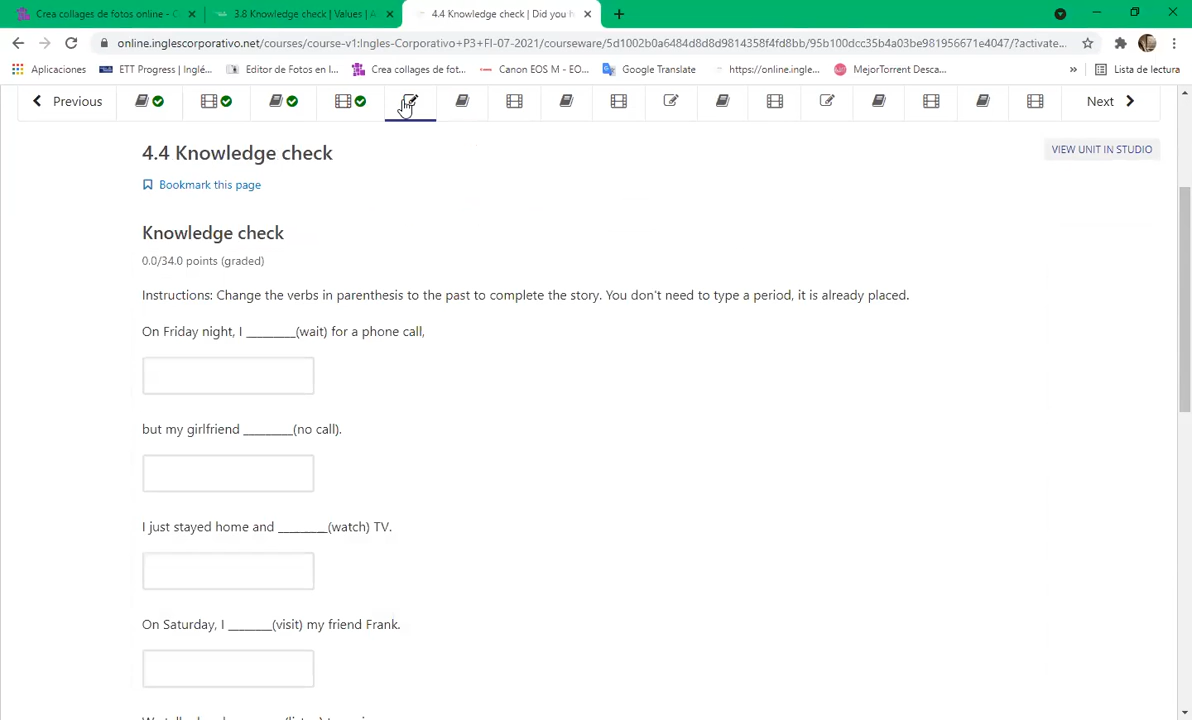 Crea collages de fotos online - C
3.8 Knowledge check | Values | A
4.4 Knowledge check | Did you h
online.inglescorporativo.net/courses/course-v1:Ingles-Corporativo+P3+FI-07-2021/courseware/5d1002b0a6484d8d8d9814358f4fd8bb/95b100dcc35b4a03be981956671e4047/?activate...
Aplicaciones
ETT Progress | Inglé...
Editor de Fotos en l...
Crea collages de fot...
Canon EOS M - EO...
Google Translate
https://online.ingle...
MejorTorrent Desca...
»
Lista de lectura
Previous
Next
4.4 Knowledge check
VIEW UNIT IN STUDIO
Bookmark this page
Knowledge check
0.0/34.0 points (graded)
Instructions: Change the verbs in parenthesis to the past to complete the story. You don't need to type a period, it is already placed.
On Friday night, I ________(wait) for a phone call,
but my girlfriend ________(no call).
I just stayed home and ________(watch) TV.
On Saturday, I _______(visit) my friend Frank.